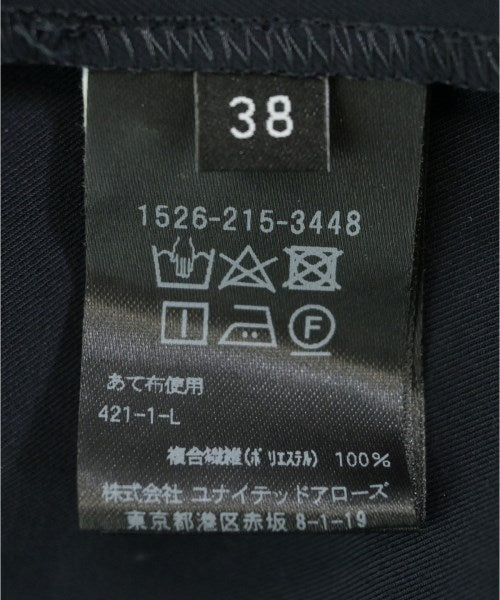 38
1526-215-3448
F
あて布使用
421-1-L
複合繊維(ポリエステル) 100%
株式会社 ユナイテッドアローズ
東京都港区赤坂8-1-19